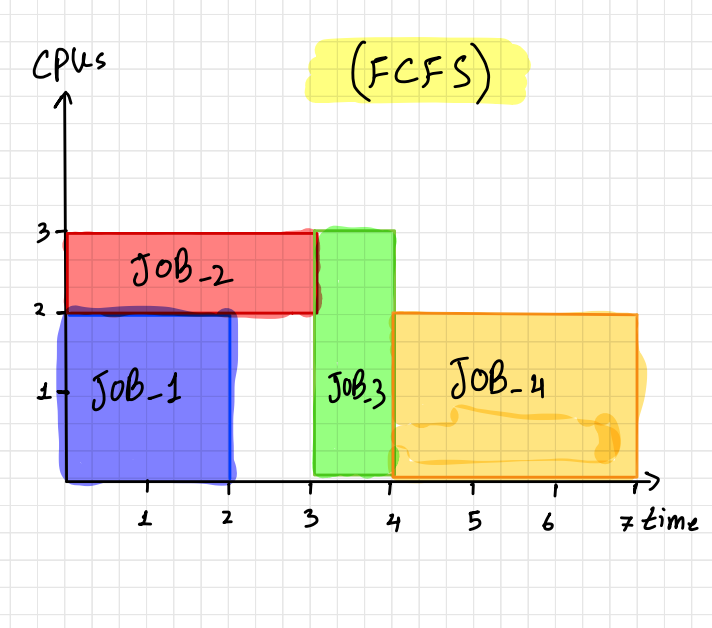 CPUs
(FCFS)
3
JOB_2
2
JOB_1
JOB_3
JOB_4
1
1 2 3 4 5 6 7 time